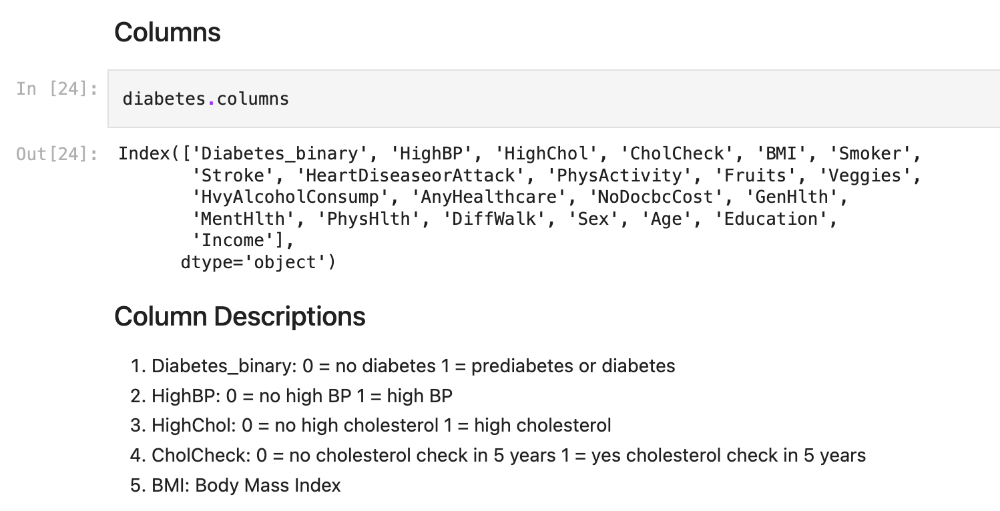 Columns
In [24]:
diabetes.columns
Out[24]:
Index(['Diabetes_binary', 'HighBP', 'HighChol', 'CholCheck', 'BMI', 'Smoker',
'Stroke', 'HeartDiseaseorAttack', 'PhysActivity', 'Fruits', 'Veggies',
'HvyAlcoholConsump', 'AnyHealthcare', 'NoDocbcCost', 'GenHlth',
'MentHlth', 'PhysHlth', 'DiffWalk', 'Sex', 'Age', 'Education',
'Income'],
dtype='object')
Column Descriptions
1. Diabetes_binary: 0 = no diabetes 1 = prediabetes or diabetes
2. HighBP: 0 = no high BP 1 = high BP
3. HighChol: 0 = no high cholesterol 1 = high cholesterol
4. CholCheck: 0 = no cholesterol check in 5 years 1 = yes cholesterol check in 5 years
5. BMI: Body Mass Index